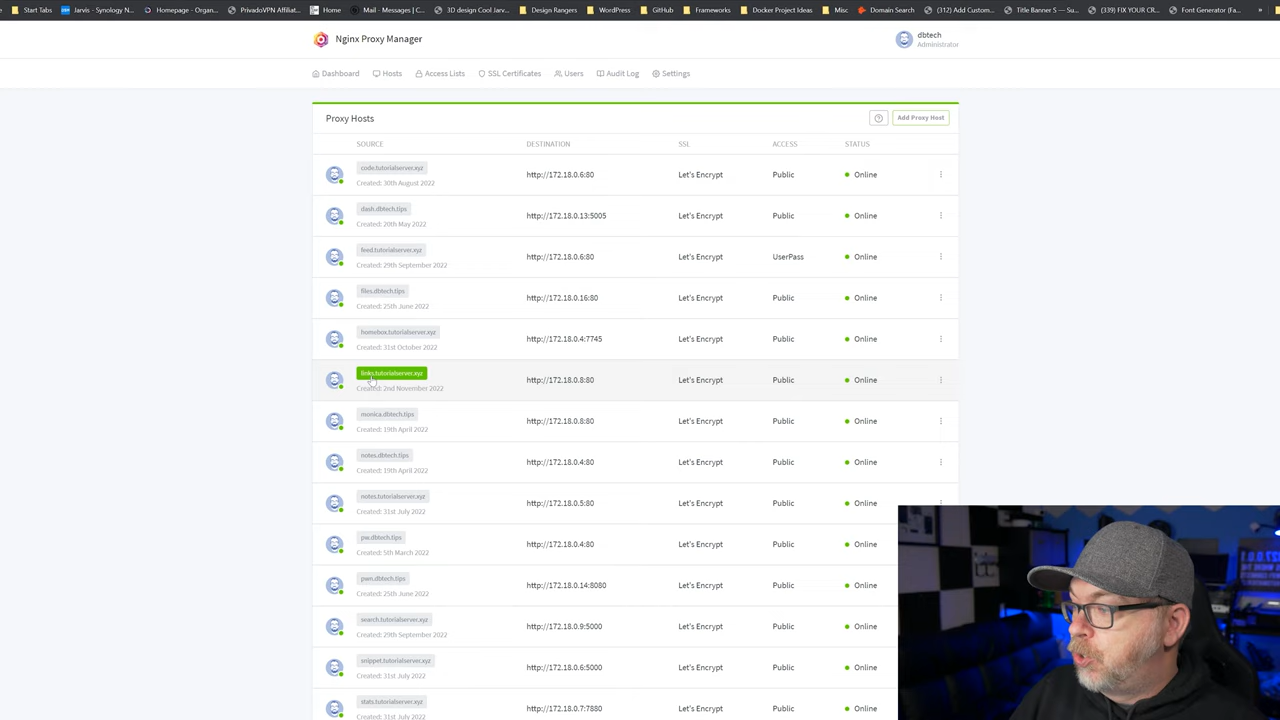 Start Tabs Jarvis - Synology N... Homepage - Organ... PrivadoVPN Affiliat... Home Mail - Messages | C... 3D design Cool Jarv... Design Rangers WordPress GitHub Frameworks Docker Project Ideas Misc Domain Search (312) Add Custom... Title Banner S — Su... (339) FIX YOUR CR... Font Generator (Fa... »
Nginx Proxy Manager
dbtech
Administrator
Dashboard Hosts Access Lists SSL Certificates Users Audit Log Settings
Proxy Hosts
Add Proxy Host
SOURCE DESTINATION SSL ACCESS STATUS
code.tutorialserver.xyz
Created: 30th August 2022
http://172.18.0.6:80 Let's Encrypt Public Online
dash.dbtech.tips
Created: 20th May 2022
http://172.18.0.13:5005 Let's Encrypt Public Online
feed.tutorialserver.xyz
Created: 29th September 2022
http://172.18.0.6:80 Let's Encrypt UserPass Online
files.dbtech.tips
Created: 25th June 2022
http://172.18.0.16:80 Let's Encrypt Public Online
homebox.tutorialserver.xyz
Created: 31st October 2022
http://172.18.0.4:7745 Let's Encrypt Public Online
links.tutorialserver.xyz
Created: 2nd November 2022
http://172.18.0.8:80 Let's Encrypt Public Online
monica.dbtech.tips
Created: 19th April 2022
http://172.18.0.8:80 Let's Encrypt Public Online
notes.dbtech.tips
Created: 19th April 2022
http://172.18.0.4:80 Let's Encrypt Public Online
notes.tutorialserver.xyz
Created: 31st July 2022
http://172.18.0.5:80 Let's Encrypt Public Online
pw.dbtech.tips
Created: 5th March 2022
http://172.18.0.4:80 Let's Encrypt Public Online
pwn.dbtech.tips
Created: 25th June 2022
http://172.18.0.14:8080 Let's Encrypt Public Online
search.tutorialserver.xyz
Created: 29th September 2022
http://172.18.0.9:5000 Let's Encrypt Public Online
snippet.tutorialserver.xyz
Created: 31st July 2022
http://172.18.0.6:5000 Let's Encrypt Public Online
stats.tutorialserver.xyz
Created: 31st July 2022
http://172.18.0.7:7880 Let's Encrypt Public Online